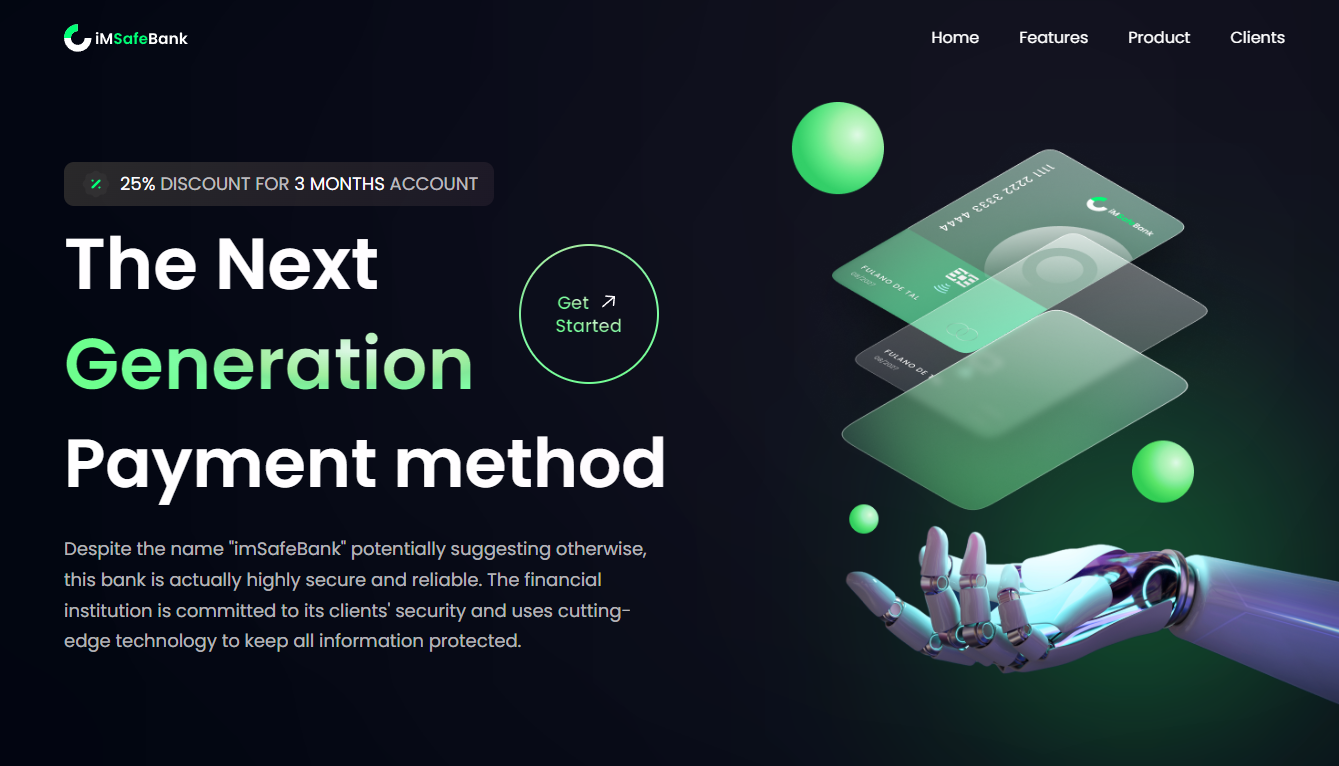 iMSafeBank
Home
Features
Product
Clients
25% DISCOUNT FOR 3 MONTHS ACCOUNT
The Next
Generation
Payment method
Get
Started
Despite the name "imSafeBank" potentially suggesting otherwise,
this bank is actually highly secure and reliable. The financial
institution is committed to its clients' security and uses cutting-
edge technology to keep all information protected.
1111 2222 3333 4444
iMSafeBank
FULANO DE TAL
08/2007
FULANO DE T
08/2007